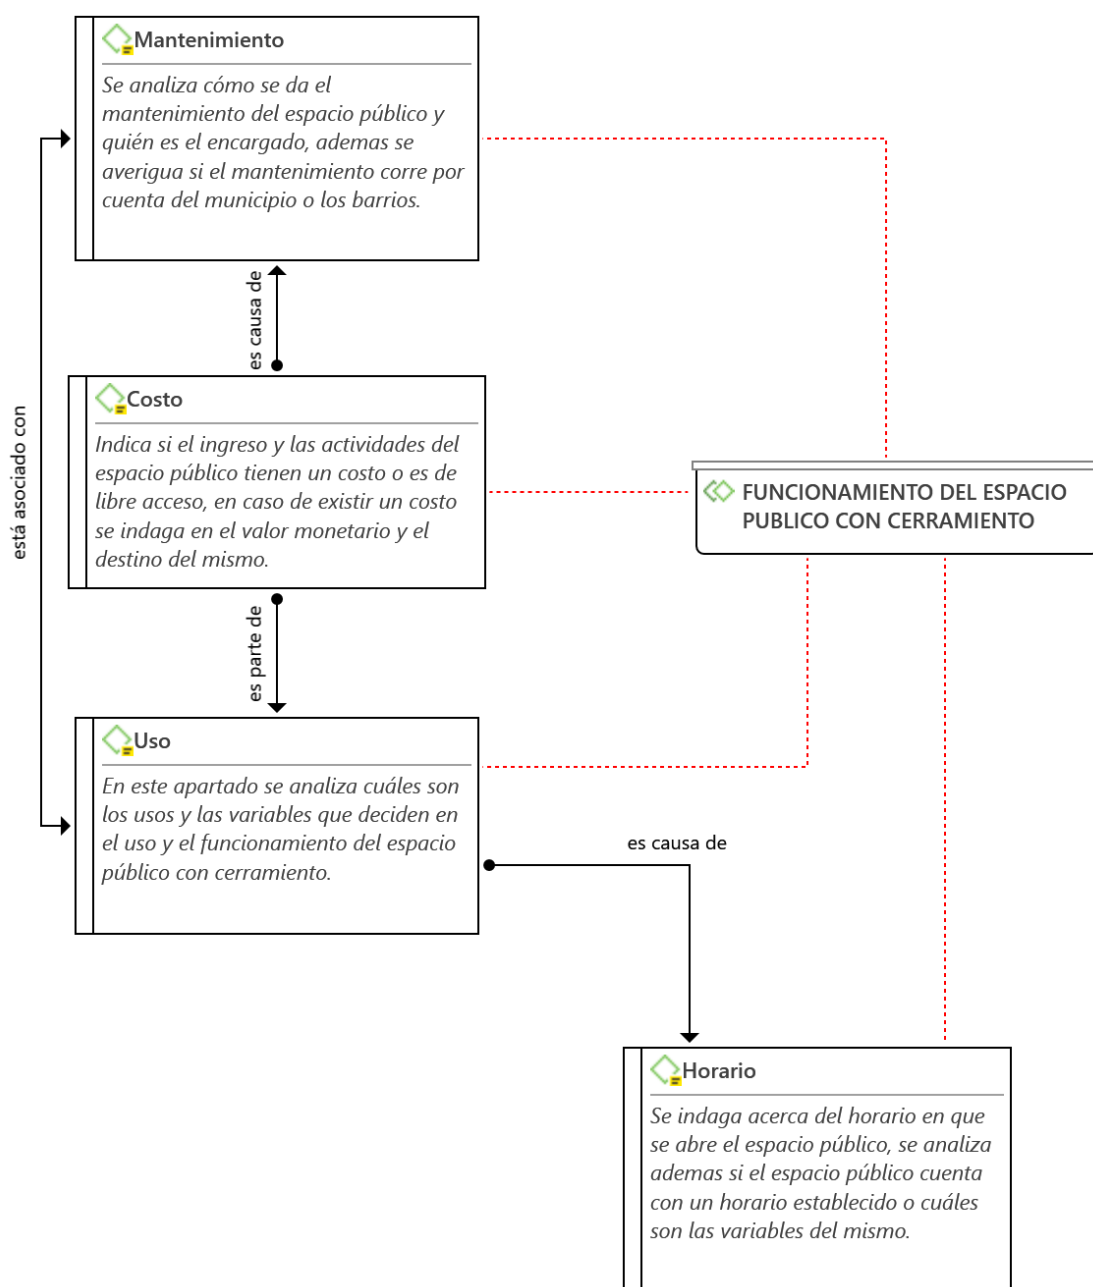 Mantenimiento
Se analiza cómo se da el
mantenimiento del espacio público y
quién es el encargado, ademas se
averigua si el mantenimiento corre por
cuenta del municipio o los barrios.
es causa de
Costo
Indica si el ingreso y las actividades del
espacio público tienen un costo o es de
libre acceso, en caso de existir un costo
se indaga en el valor monetario y el
destino del mismo.
está asociado con
FUNCIONAMIENTO DEL ESPACIO
PUBLICO CON CERRAMIENTO
es parte de
Uso
En este apartado se analiza cuáles son
los usos y las variables que deciden en
el uso y el funcionamiento del espacio
público con cerramiento.
es causa de
Horario
Se indaga acerca del horario en que
se abre el espacio público, se analiza
ademas si el espacio público cuenta
con un horario establecido o cuáles
son las variables del mismo.